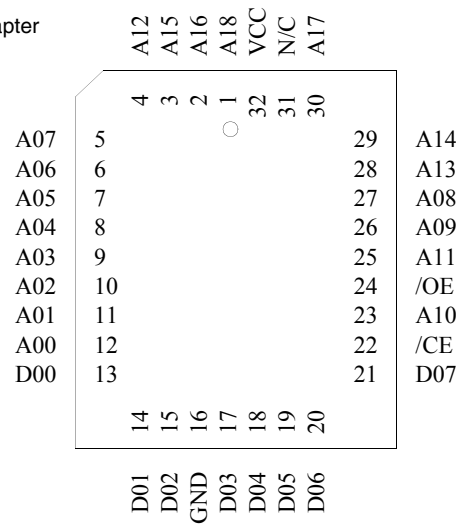 apter
A12 A15 A16 A18 VCC N/C A17
4 3 2 1 32 31 30
A07 5 29 A14
A06 6 28 A13
A05 7 27 A08
A04 8 26 A09
A03 9 25 A11
A02 10 24 /OE
A01 11 23 A10
A00 12 22 /CE
D00 13 21 D07
14 15 16 17 18 19 20
D01 D02 GND D03 D04 D05 D06